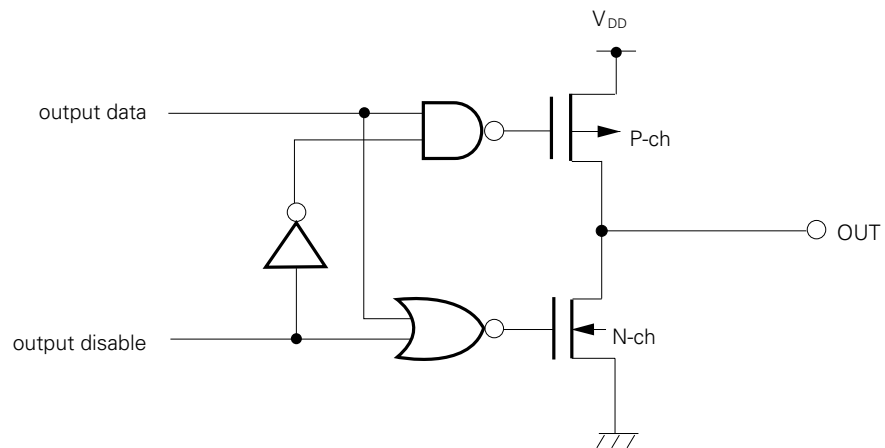 VDD
output data
P-ch
OUT
output disable
N-ch